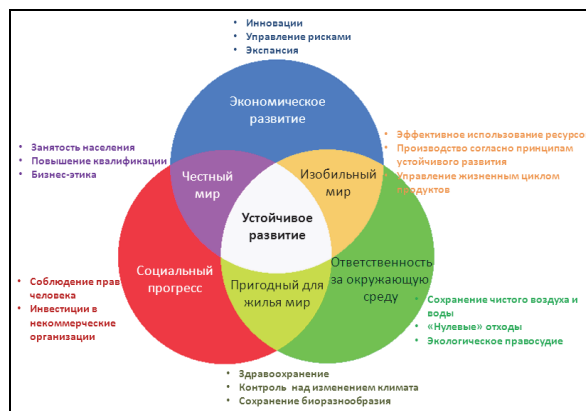 • Инновации
• Управление рисками
• Экспансия
Экономическое
развитие
• Занятость населения
• Повышение квалификации
• Бизнес-этика
• Эффективное использование ресурсо
• Производство согласно принципам
устойчивого развития
• Управление жизненным циклом
продуктов
Честный
мир
Изобильный
мир
Устойчивое
развитие
Социальный
прогресс
Пригодный для
жилья мир
Ответственность
за окружающую
среду
• Соблюдение прав
человека
• Инвестиции в
некоммерческие
организации
• Сохранение чистого воздуха и
воды
• «Нулевые» отходы
• Экологическое правосудие
• Здравоохранение
• Контроль над изменением климата
• Сохранение биоразнообразия